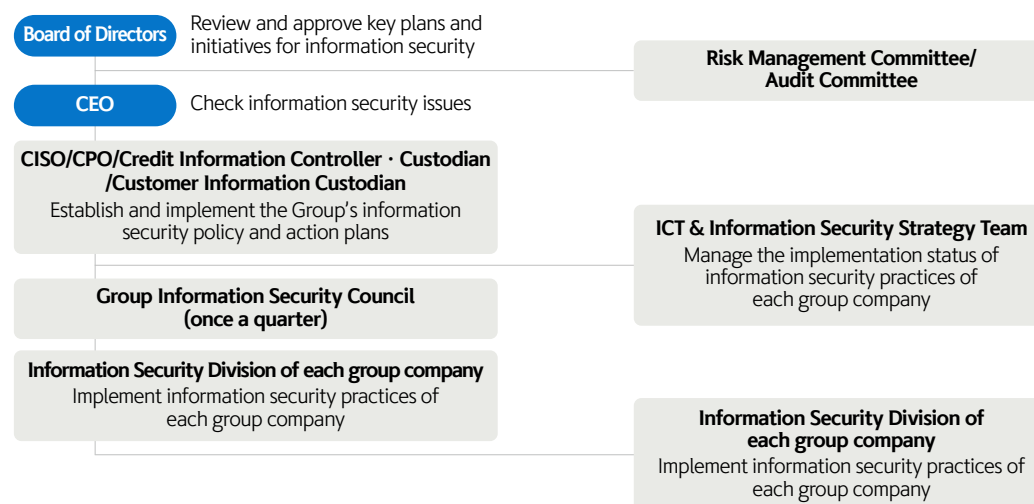 Board of Directors
Review and approve key plans and
initiatives for information security
Risk Management Committee/
Audit Committee
CEO
Check information security issues
CISO/CPO/Credit Information Controller · Custodian
/Customer Information Custodian
Establish and implement the Group's information
security policy and action plans
ICT & Information Security Strategy Team
Manage the implementation status of
information security practices of
each group company
Group Information Security Council
(once a quarter)
Information Security Division of each group company
Implement information security practices of
each group company
Information Security Division of
each group company
Implement information security practices of
each group company